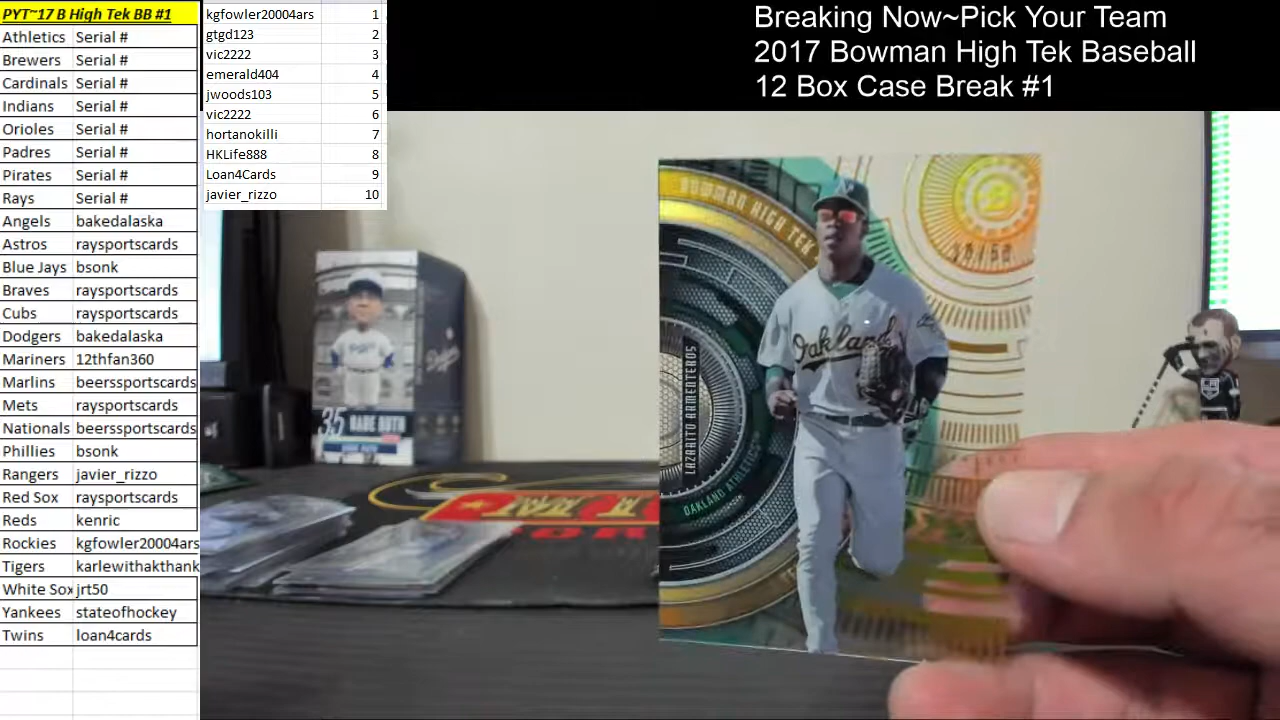 PYT~17 B High Tek BB #1
Athletics Serial #
Brewers Serial #
Cardinals Serial #
Indians Serial #
Orioles Serial #
Padres Serial #
Pirates Serial #
Rays Serial #
Angels bakedalaska
Astros raysportscards
Blue Jays bsonk
Braves raysportscards
Cubs raysportscards
Dodgers bakedalaska
Mariners 12thfan360
Marlins beerssportscards
Mets raysportscards
Nationals beerssportscards
Phillies bsonk
Rangers javier_rizzo
Red Sox raysportscards
Reds kenric
Rockies kgfowler20004ars
Tigers karlewithakthank
White Sox jrt50
Yankees stateofhockey
Twins loan4cards
kgfowler20004ars 1
gtgd123 2
vic2222 3
emerald404 4
jwoods103 5
vic2222 6
hortanokilli 7
HKLife888 8
Loan4Cards 9
javier_rizzo 10
Breaking Now~Pick Your Team
2017 Bowman High Tek Baseball
12 Box Case Break #1
BOWMAN HIGH TEK
Oakland
LAZARITO ARMENTEROS
OAKLAND ATHLETICS
35 BABE RUTH
Dodgers